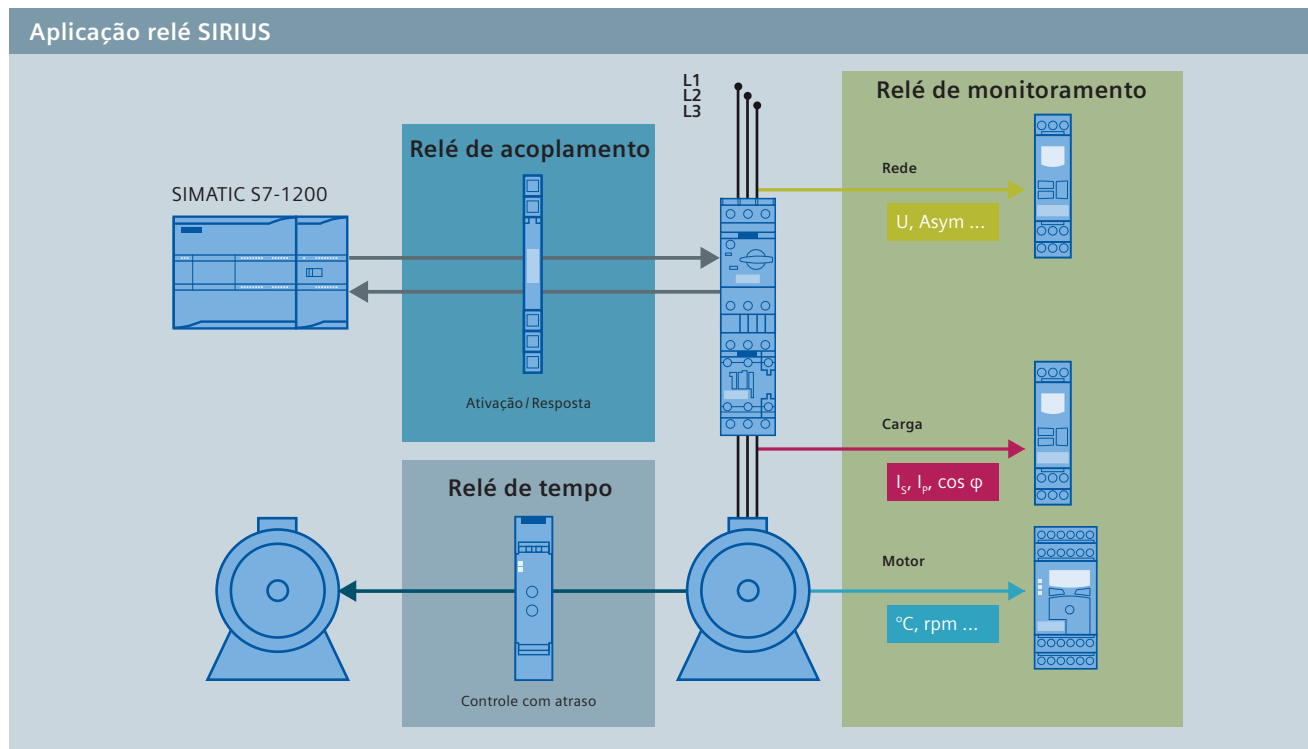 Aplicação relé SIRIUS
L1
L2
L3
Relé de monitoramento
Relé de acoplamento
SIMATIC S7-1200
Rede
U, Asym ...
Ativação / Resposta
Carga
Is, Ip, cos φ
Relé de tempo
Motor
°C, rpm ...
Controle com atraso